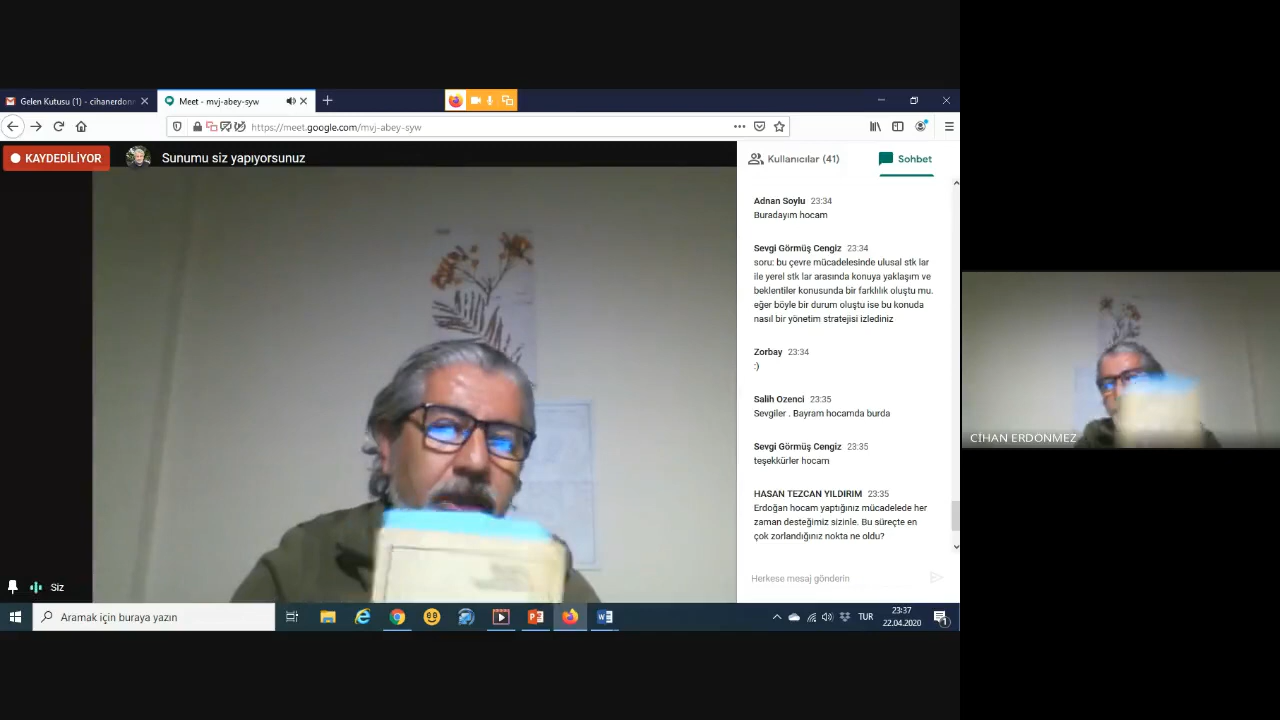 Gelen Kutusu (1) - cihanerdonm
Meet - mvj-abey-syw
https://meet.google.com/mvj-abey-syw
KAYDEDİLİYOR
Sunumu siz yapıyorsunuz
Kullanıcılar (41)
Sohbet
Adnan Soylu 23:34
Buradayım hocam
Sevgi Görmüş Cengiz 23:34
soru: bu çevre mücadelesinde ulusal stk lar
ile yerel stk lar arasında konuya yaklaşım ve
beklentiler konusunda bir farklılık oluştu mu.
eğer böyle bir durum oluştu ise bu konuda
nasıl bir yönetim stratejisi izlediniz
Zorbay 23:34
:)
Salih Ozenci 23:35
Sevgiler . Bayram hocamda burda
Sevgi Görmüş Cengiz 23:35
teşekkürler hocam
HASAN TEZCAN YILDIRIM 23:35
Erdoğan hocam yaptığınız mücadelede her
zaman desteğimiz sizinle. Bu süreçte en
çok zorlandığınız nokta ne oldu?
Herkese mesaj gönderin
Siz
CİHAN ERDÖNMEZ
Aramak için buraya yazın
TUR
23:37
22.04.2020